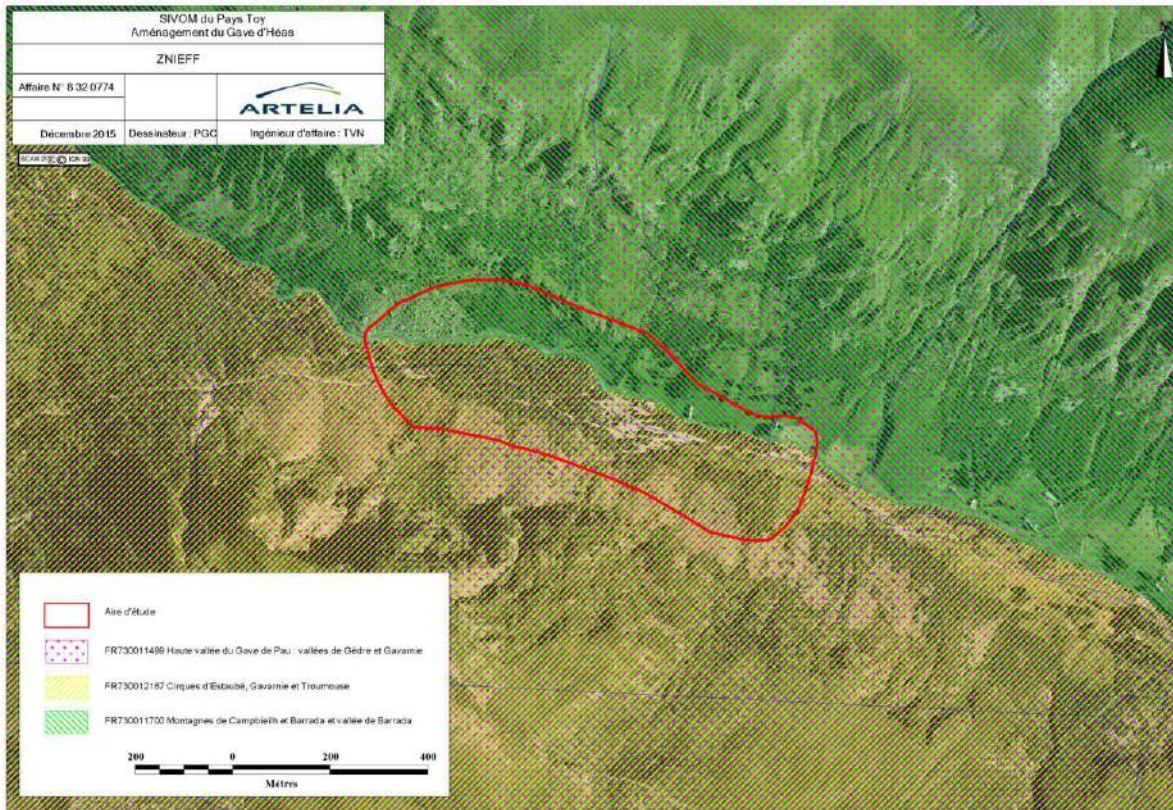 SIVOM du Pays Toy
Aménagement du Gave d'Héas
ZNIEFF
Affaire N° 8 32 0774
ARTELIA
Décembre 2015
Dessinateur : PGC
Ingénieur d'affaire : TVN
Aire d'étude
FR730011499 Haute vallée du Gave de Pau : vallées de Gèdre et Gavarnie
FR730012187 Cirques d'Estaubé, Gavarnie et Troumouse
FR730011700 Montagnes de Campbieilh et Barrada et vallée de Barrada
200 0 200 400
Mètres